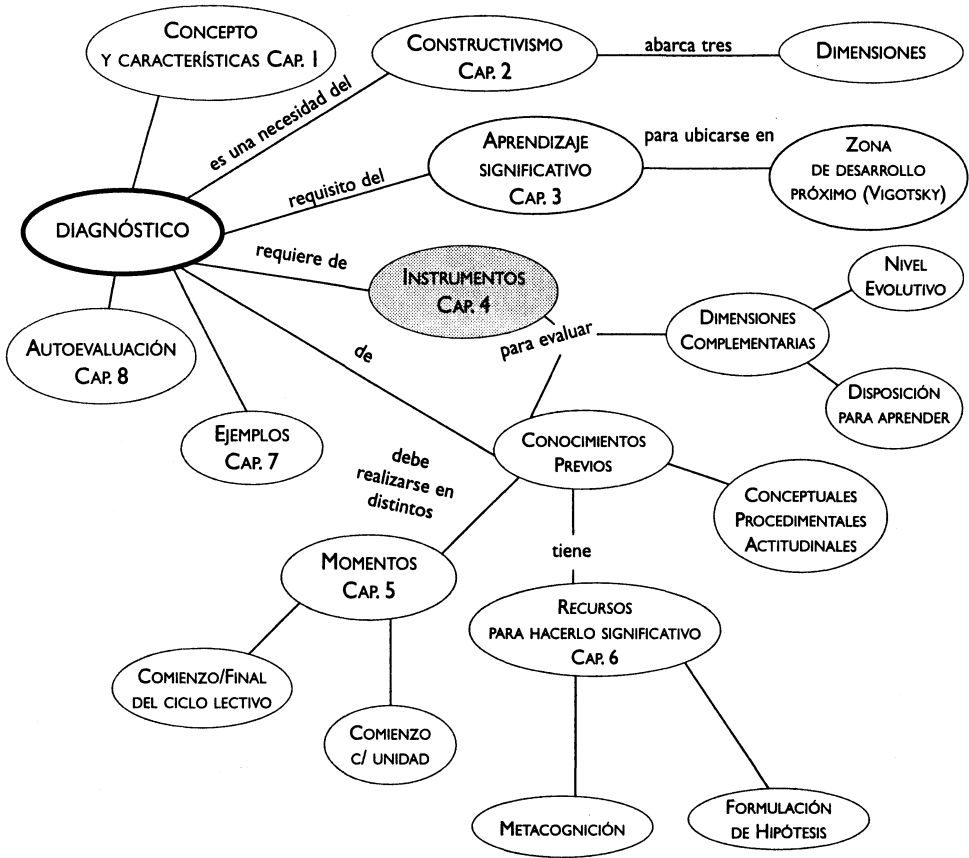 CONCEPTO
Y CARACTERÍSTICAS CAP. 1
CONSTRUCTIVISMO
CAP. 2
abarca tres
DIMENSIONES
es una necesidad del
APRENDIZAJE
SIGNIFICATIVO
CAP. 3
para ubicarse en
ZONA
DE DESARROLLO
PRÓXIMO (VIGOTSKY)
requisito del
DIAGNÓSTICO
requiere de
INSTRUMENTOS
CAP. 4
para evaluar
DIMENSIONES
COMPLEMENTARIAS
NIVEL
EVOLUTIVO
DISPOSICIÓN
PARA APRENDER
AUTOEVALUACIÓN
CAP. 8
de
EJEMPLOS
CAP. 7
CONOCIMIENTOS
PREVIOS
CONCEPTUALES
PROCEDIMENTALES
ACTITUDINALES
debe
realizarse en
distintos
MOMENTOS
CAP. 5
tiene
RECURSOS
PARA HACERLO SIGNIFICATIVO
CAP. 6
COMIENZO/FINAL
DEL CICLO LECTIVO
COMIENZO
C/ UNIDAD
METACOGNICIÓN
FORMULACIÓN
DE HIPÓTESIS